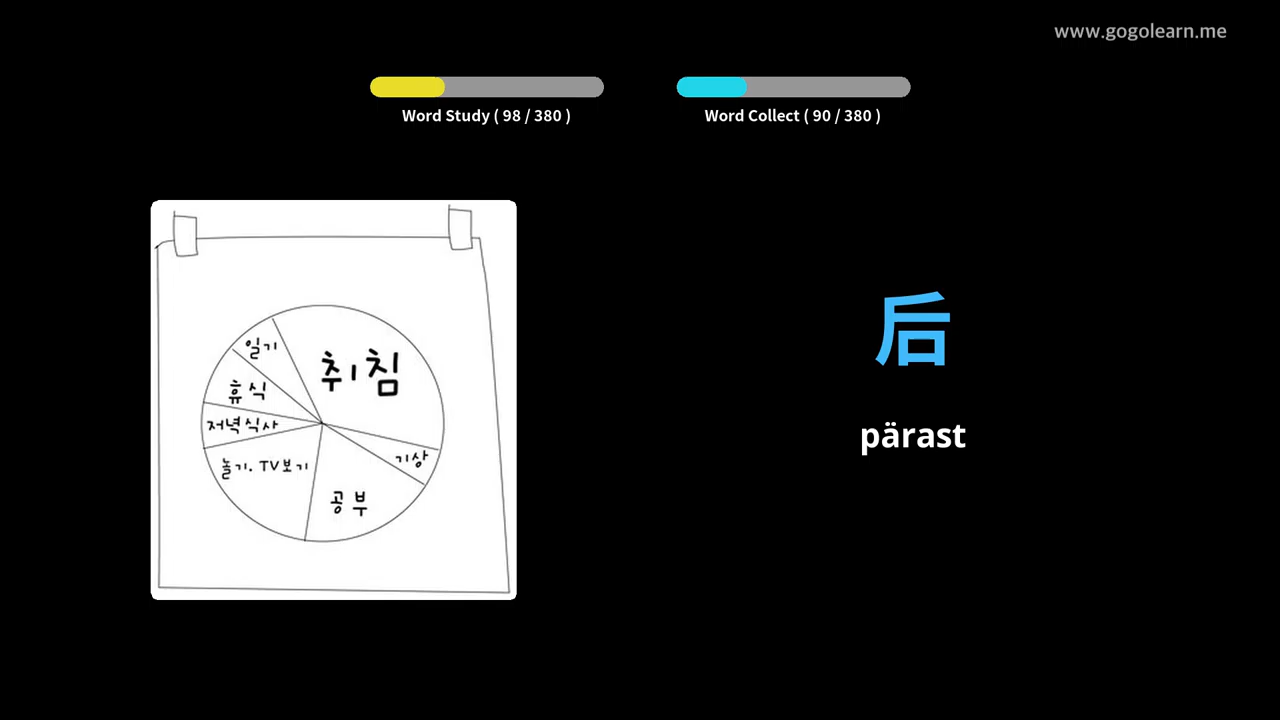 www.gogolearn.me
Word Study ( 98 / 380 )
Word Collect ( 90 / 380 )
일기
취침
휴식
저녁식사
기상
놀기. TV보기
공부
后
pärast